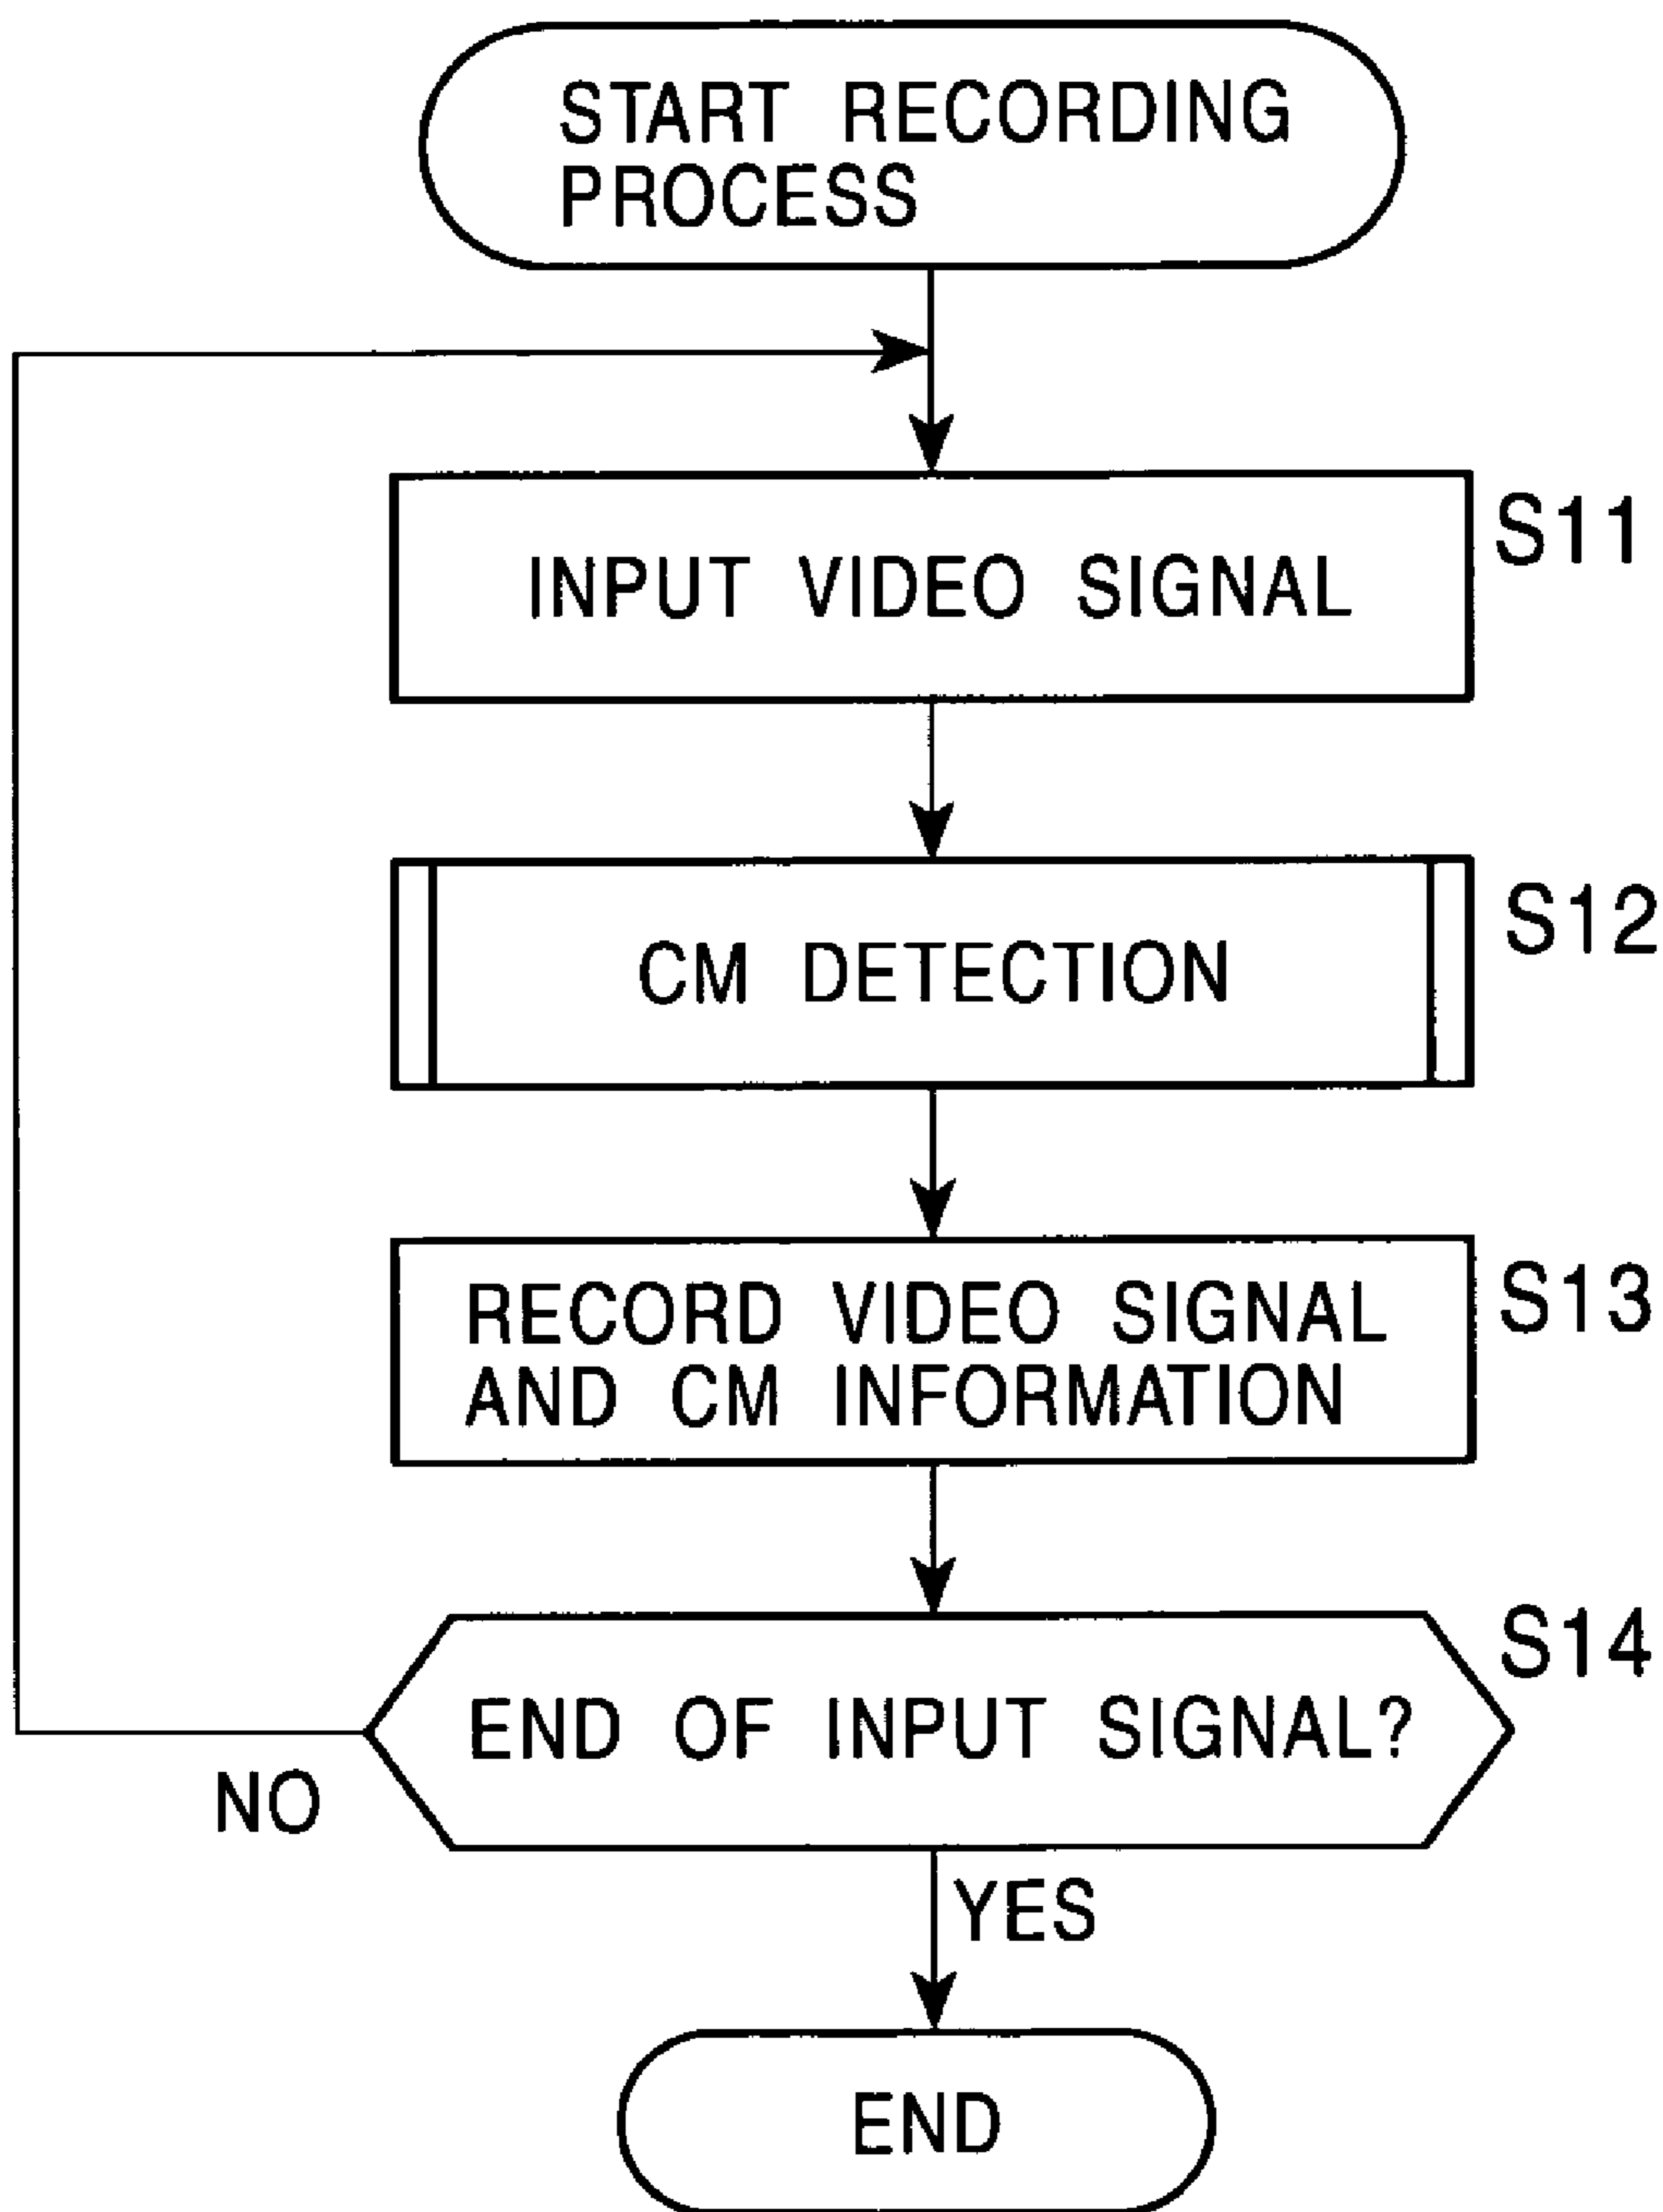 START RECORDING
PROCESS
INPUT VIDEO SIGNAL
S11
CM DETECTION
S12
RECORD VIDEO SIGNAL
AND CM INFORMATION
S13
END OF INPUT SIGNAL?
S14
NO
YES
END